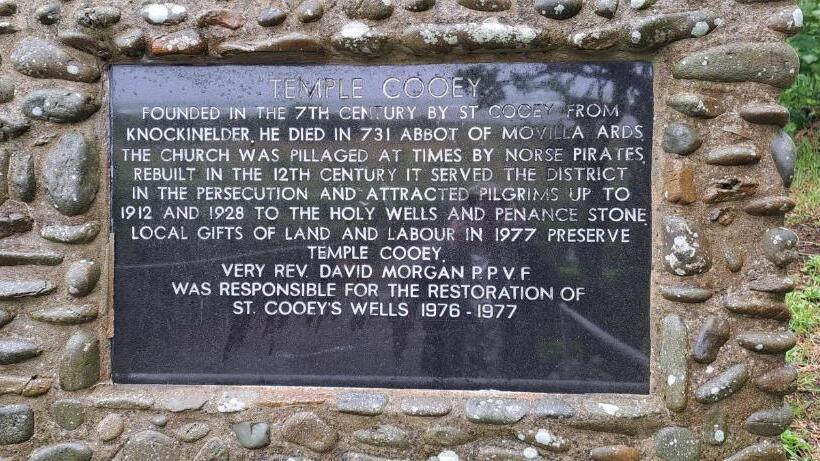 TEMPLE COOEY
FOUNDED IN THE 7TH CENTURY BY ST COOEY FROM
KNOCKINELDER, HE DIED IN 731 ABBOT OF MOVILLA ARDS
THE CHURCH WAS PILLAGED AT TIMES BY NORSE PIRATES,
REBUILT IN THE 12TH CENTURY IT SERVED THE DISTRICT
IN THE PERSECUTION AND ATTRACTED PILGRIMS UP TO
1912 AND 1928 TO THE HOLY WELLS AND PENANCE STONE
LOCAL GIFTS OF LAND AND LABOUR IN 1977 PRESERVE
TEMPLE COOEY.
VERY REV. DAVID MORGAN P.P.V.F
WAS RESPONSIBLE FOR THE RESTORATION OF
ST. COOEY'S WELLS 1976-1977